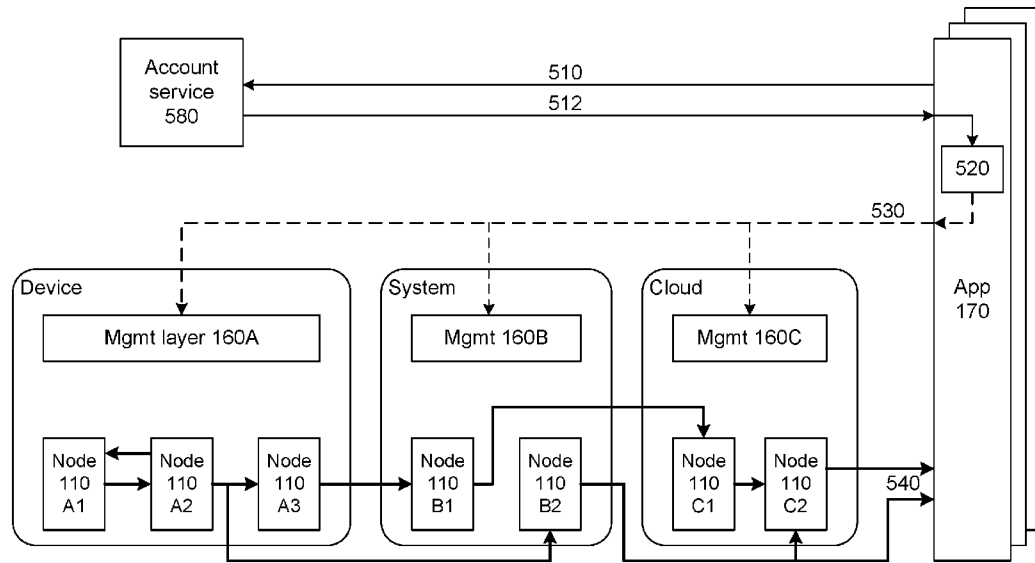 Account
service
580
510
512
520
530
App
170
Device
Mgmt layer 160A
System
Mgmt 160B
Cloud
Mgmt 160C
Node
110
A1
Node
110
A2
Node
110
A3
Node
110
B1
Node
110
B2
Node
110
C1
Node
110
C2
540